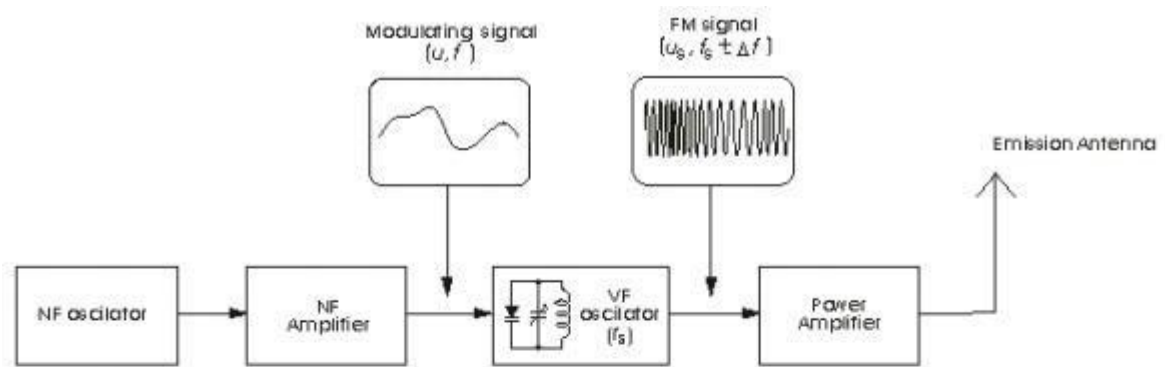 Modulating signal
(u, f)
FM signal
(uₛ, fₛ ± Δf)
Emission Antenna
NF oscilator
NF
Amplifier
VF
oscilator
(fₛ)
Power
Amplifier